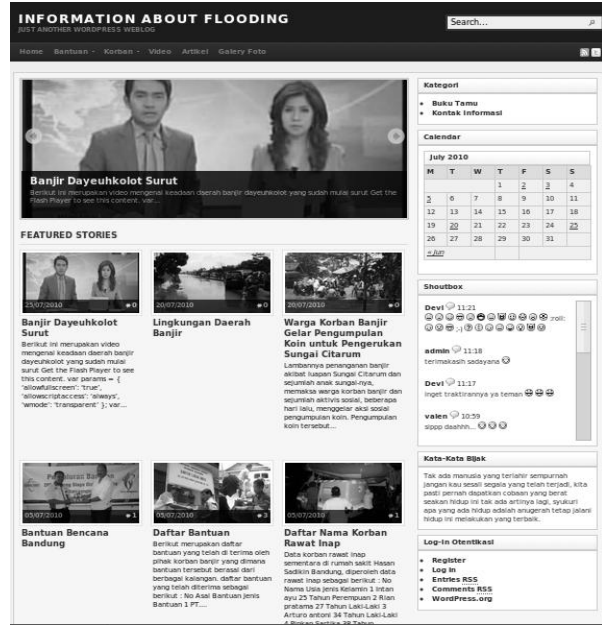 INFORMATION ABOUT FLOODING
JUST ANOTHER WORDPRESS WEBLOG
Search...
Home Bantuan Korban Video Artikel Galery Foto
Banjir Dayeuhkolot Surut
Berikut ini merupakan video mengenai keadaan daerah banjir dayeuhkolot yang sudah mulai surut Get the
Flash Player to see this content. var...
FEATURED STORIES
25/07/2010 0
Banjir Dayeuhkolot
Surut
Berikut ini merupakan video
mengenai keadaan daerah banjir
dayeuhkolot yang sudah mulai
surut Get the Flash Player to see
this content. var params = {
'allowfullscreen': 'true',
'allowscriptaccess': 'always',
'wmode': 'transparent' }; var...
20/07/2010 0
Lingkungan Daerah
Banjir
20/07/2010 0
Warga Korban Banjir
Gelar Pengumpulan
Koin untuk Pengerukan
Sungai Citarum
Lambannya penanganan banjir
akibat luapan Sungai Citarum dan
sejumlah anak sungai-nya,
memaksa warga korban banjir dan
sejumlah aktivis sosial, beberapa
hari lalu, menggelar aksi sosial
pengumpulan koin. Pengumpulan
koin tersebut...
05/07/2010 1
Bantuan Bencana
Bandung
05/07/2010 3
Daftar Bantuan
Berikut merupakan daftar
bantuan yang telah di terima oleh
pihak korban banjir yang dimana
bantuan tersebut berasal dari
berbagai kalangan. daftar bantuan
yang telah diterima sebagai
berikut : No Asal Bantuan Jenis
Bantuan 1 PT....
05/07/2010 1
Daftar Nama Korban
Rawat Inap
Data korban rawat inap
sementara di rumah sakit Hasan
Sadikin Bandung, diperoleh data
rawat inap sebagai berikut : No
Nama Usia Jenis Kelamin 1 Intan
ayu 25 Tahun Perempuan 2 Rian
pratama 27 Tahun Laki-Laki 3
Arturo antoni 34 Tahun Laki-Laki
Kategori
Buku Tamu
Kontak Informasi
Calendar
July 2010
M T W T F S S
1 2 3 4
5 6 7 8 9 10 11
12 13 14 15 16 17 18
19 20 21 22 23 24 25
26 27 28 29 30 31
« Jun
Shoutbox
Devi 11:21
:roll:
;-)
admin 11:18
terimakasih sadayana
Devi 11:17
inget traktirannya ya teman
valen 10:59
sippp daahhh...
Kata-Kata Bijak
Tak ada manusia yang terlahir sempurnah
jangan kau sesali segala yang telah terjadi, kita
pasti pernah dapatkan cobaan yang berat
seakan hidup ini tak ada artinya lagi, syukuri
apa yang ada hidup adalah anugerah tetap jalani
hidup ini melakukan yang terbaik.
Log-in Otentikasi
Register
Log in
Entries RSS
Comments RSS
WordPress.org